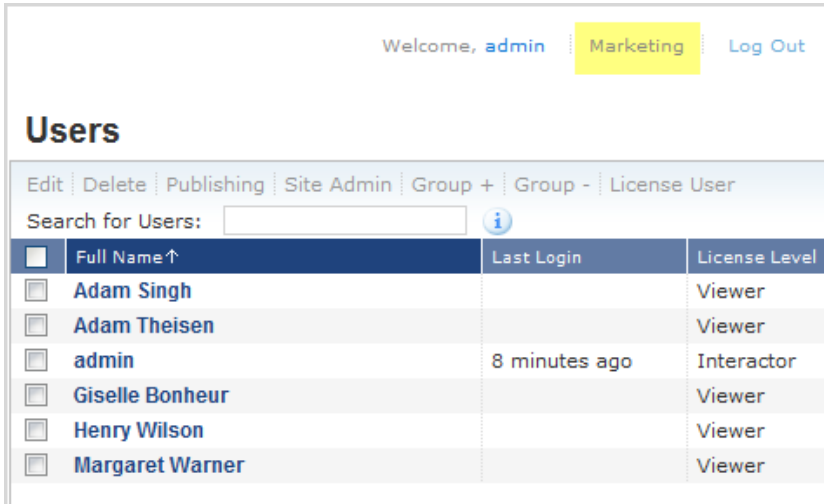 Welcome, admin Marketing Log Out
Users
Edit Delete Publishing Site Admin Group + Group - License User
Search for Users: i
Full Name↑ Last Login License Level
Adam Singh Viewer
Adam Theisen Viewer
admin 8 minutes ago Interactor
Giselle Bonheur Viewer
Henry Wilson Viewer
Margaret Warner Viewer